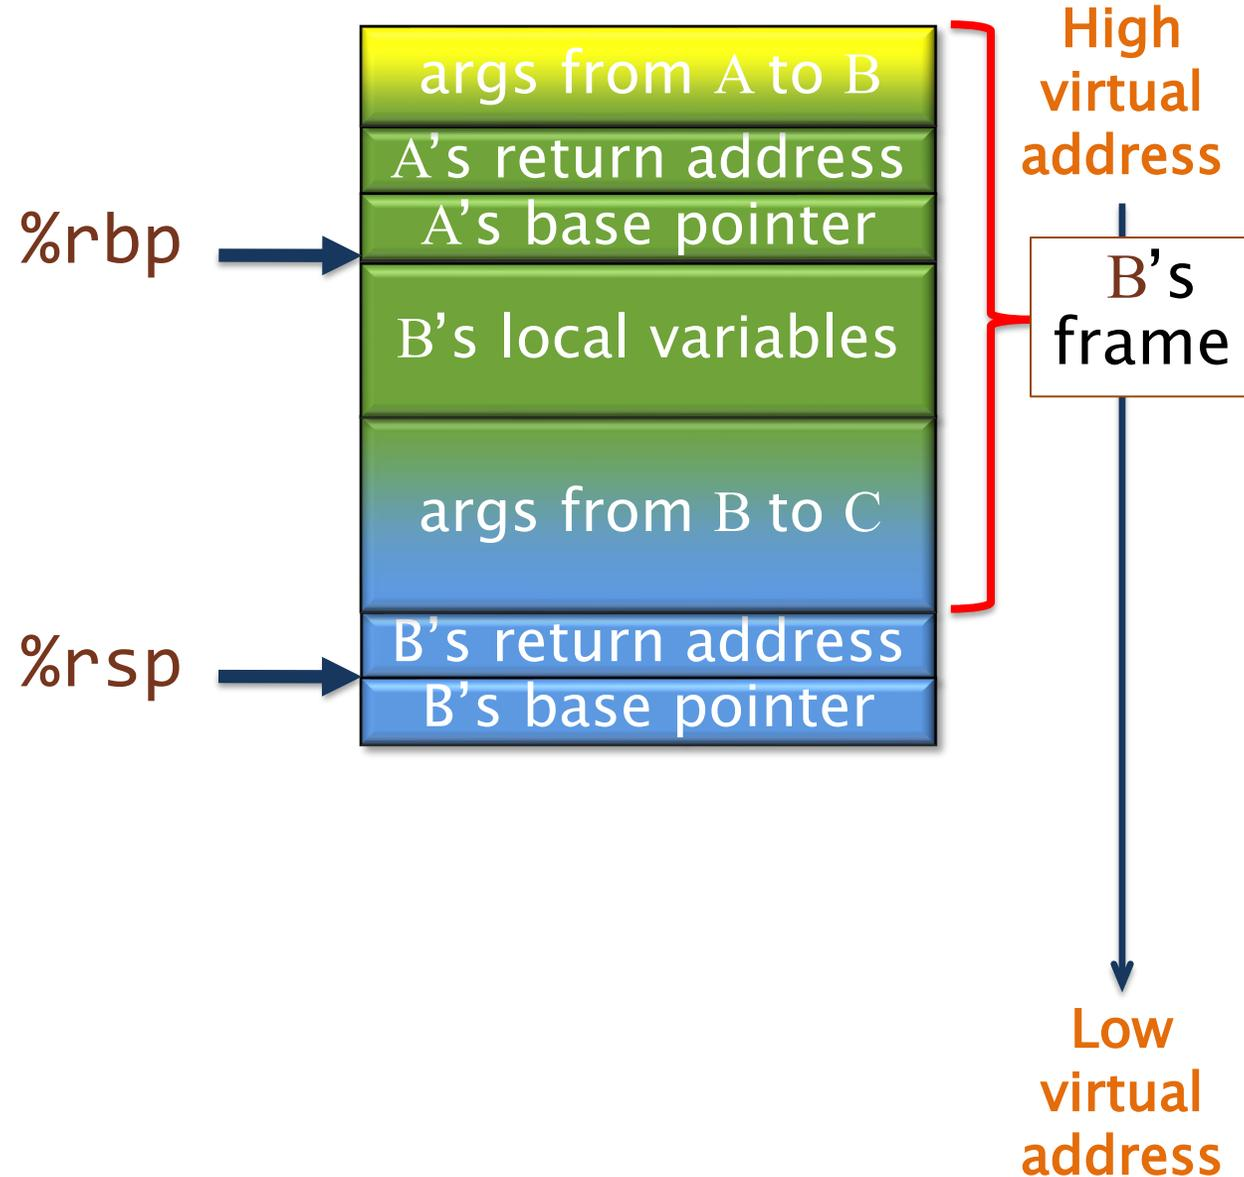 args from A to B
A’s return address
A’s base pointer
B’s local variables
args from B to C
B’s return address
B’s base pointer
%rbp
%rsp
High
virtual
address
B’s
frame
Low
virtual
address